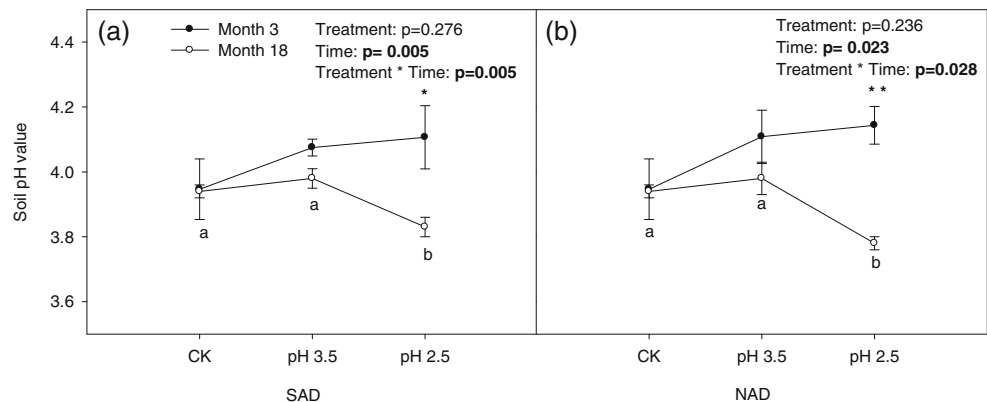 (a)
Month 3
Month 18
Treatment: p=0.276
Time: p= 0.005
Treatment * Time: p=0.005
*
(b)
Treatment: p=0.236
Time: p= 0.023
Treatment * Time: p=0.028
* *
Soil pH value
4.4
4.2
4.0
3.8
3.6
a
a
b
a
a
b
CK
pH 3.5
pH 2.5
CK
pH 3.5
pH 2.5
SAD
NAD